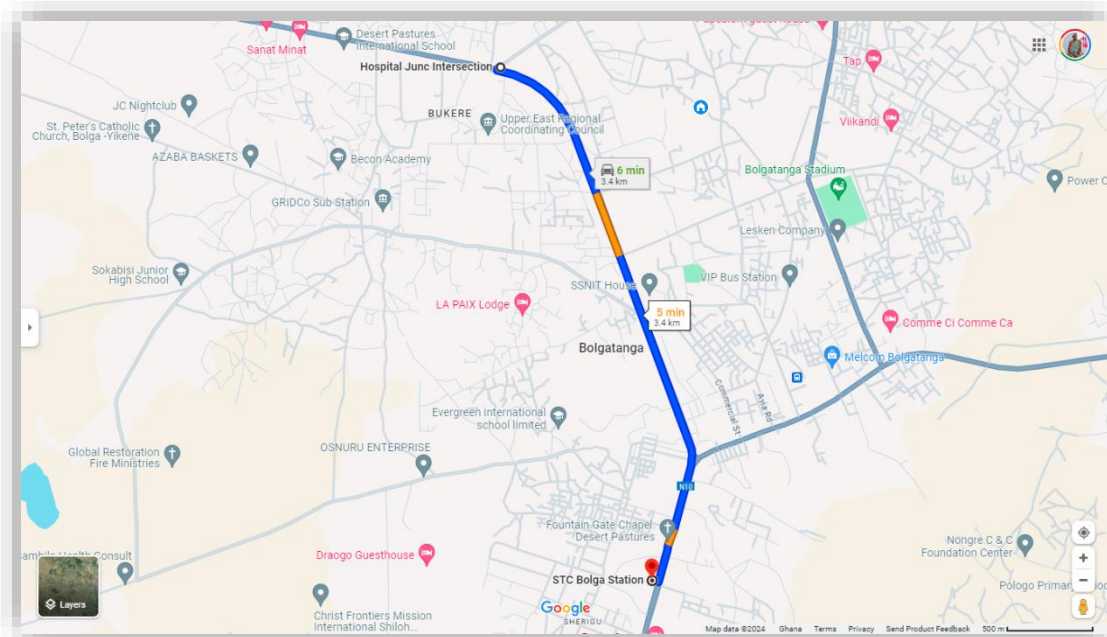 Desert Pastures
International School
Sanat Minat
Hospital Junc Intersection
Tap
JC Nightclub
BUKERE
Upper East Regional
Coordinating Council
Viikandi
St. Peter's Catholic
Church, Bolga -Yikene
AZABA BASKETS
Becon Academy
6 min
3.4 km
Bolgatanga Stadium
Power C
GRIDCo Sub Station
Lesken Company
Sokabisi Junior
High School
SSNIT House
VIP Bus Station
LA PAIX Lodge
5 min
3.4 km
Comme Ci Comme Ca
Bolgatanga
Melcom Bolgatanga
Commercial St
Ayia Rd
Evergreen international
school limited
OSNURU ENTERPRISE
Global Restoration
Fire Ministries
N10
Fountain Gate Chapel.
Desert Pastures
Nongre C & C
Foundation Center
Health Consult
Draogo Guesthouse
STC Bolga Station
Pologo Primary
Layers
Google
SHERIGU
Christ Frontiers Mission
International Shiloh...
Map data ©2024 Ghana Terms Privacy Send Product Feedback 500 m